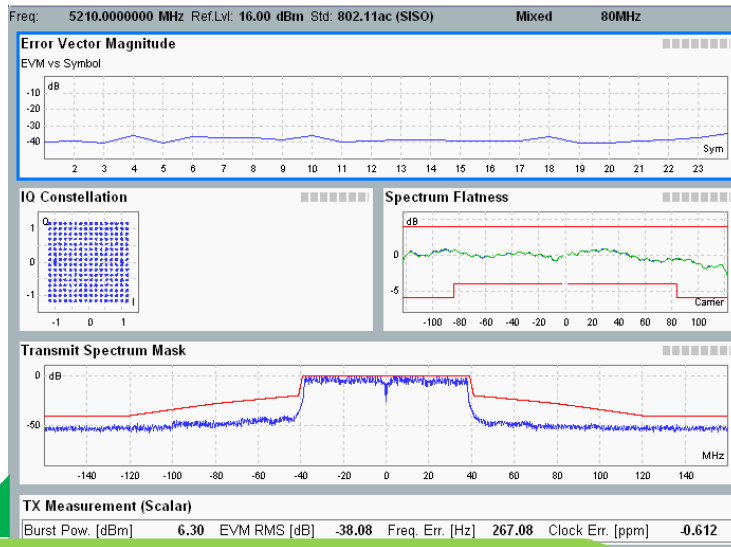 Freq: 5210.0000000 MHz Ref.Lvl: 16.00 dBm Std: 802.11ac (SISO) Mixed 80MHz
Error Vector Magnitude
EVM vs Symbol
dB
-10
-20
-30
-40
Sym
2 3 4 5 6 7 8 9 10 11 12 13 14 15 16 17 18 19 20 21 22 23
IQ Constellation
Q
1
0
-1
I
-1 0 1
Spectrum Flatness
dB
0
-5
Carrier
-100 -80 -60 -40 -20 0 20 40 60 80 100
Transmit Spectrum Mask
0 dB
-50
MHz
-140 -120 -100 -80 -60 -40 -20 0 20 40 60 80 100 120 140
TX Measurement (Scalar)
Burst Pow. [dBm] 6.30 EVM RMS [dB] -38.08 Freq. Err. [Hz] 267.08 Clock Err. [ppm] -0.612